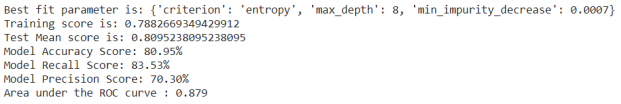 Best fit parameter is: {'criterion': 'entropy', 'max_depth': 8, 'min_impurity_decrease': 0.0007}
Training score is: 0.7882669349429912
Test Mean score is: 0.8095238095238095
Model Accuracy Score: 80.95%
Model Recall Score: 83.53%
Model Precision Score: 70.30%
Area under the ROC curve : 0.879